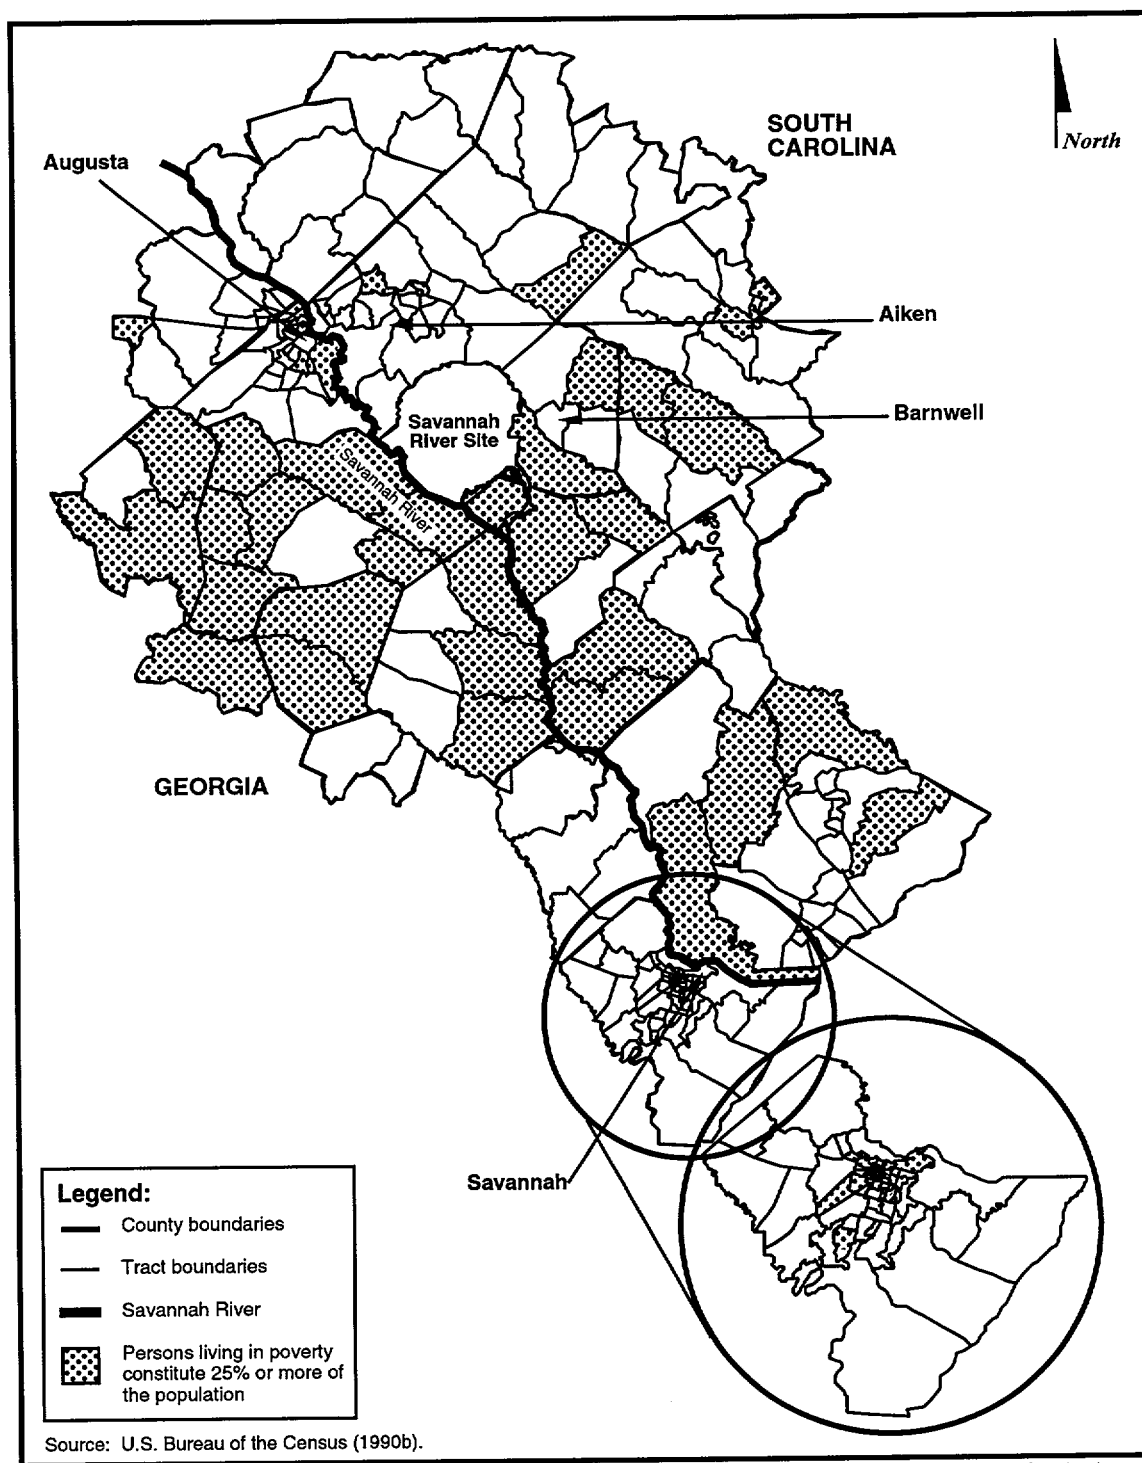 SOUTH
CAROLINA
North
Augusta
Aiken
Savannah
River Site
Barnwell
Savannah River
GEORGIA
Savannah
Legend:
County boundaries
Tract boundaries
Savannah River
Persons living in poverty
constitute 25% or more of
the population
Source: U.S. Bureau of the Census (1990b).